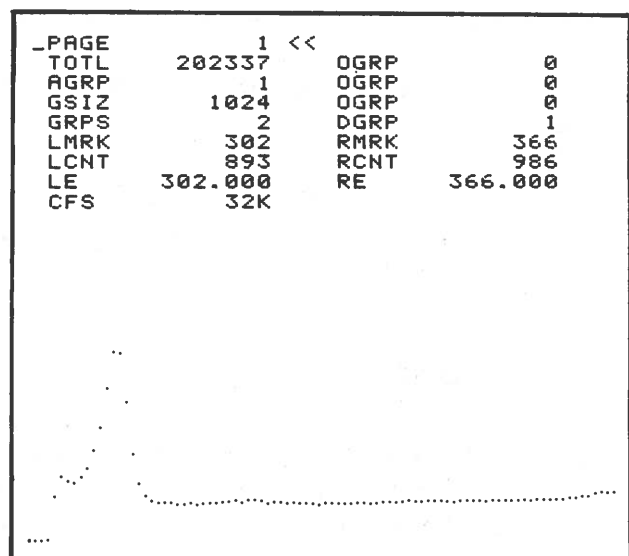 _PAGE 1 <<
TOTL 202337 OGRP 0
AGRP 1 OGRP 0
GSIZ 1024 OGRP 0
GRPS 2 DGRP 1
LMRK 302 RMRK 366
LCNT 893 RCNT 986
LE 302.000 RE 366.000
CFS 32K